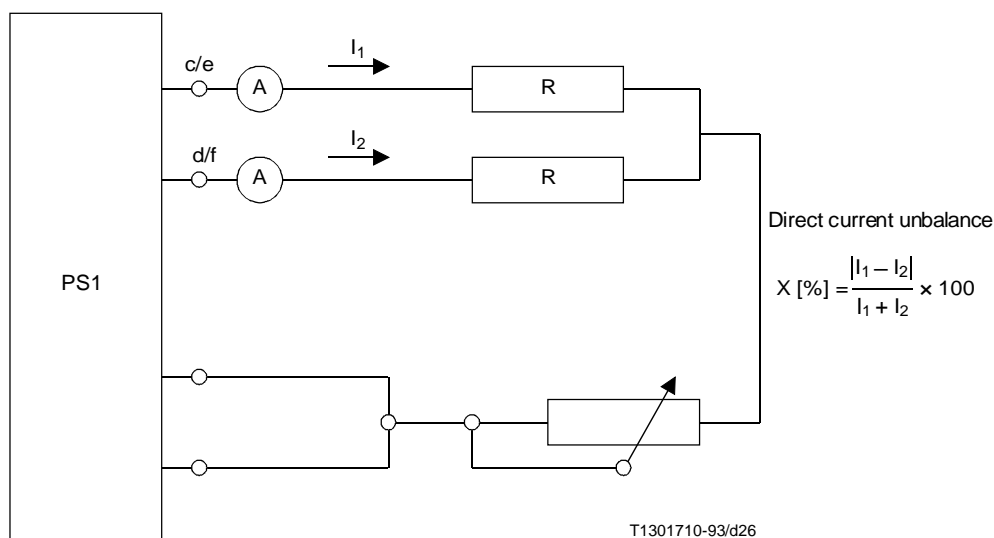 I₁
c/e
A
R
I₂
d/f
A
R
Direct current unbalance
PS1
X [%] = |I₁ – I₂| / I₁ + I₂ × 100
T1301710-93/d26